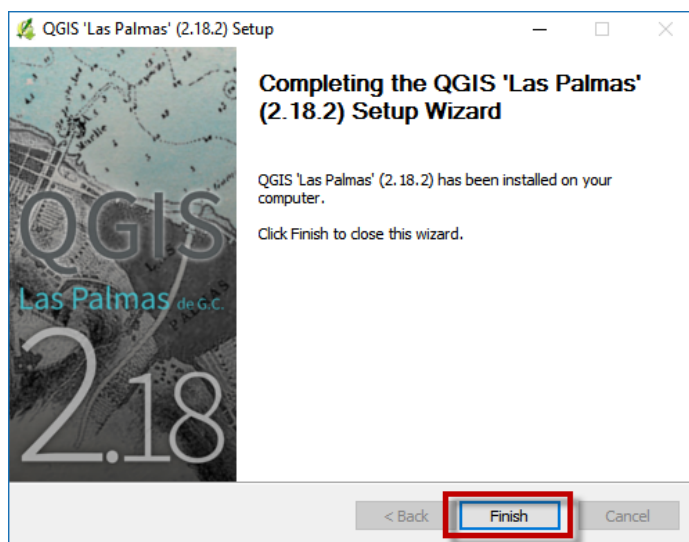 QGIS 'Las Palmas' (2.18.2) Setup
Completing the QGIS 'Las Palmas'
(2.18.2) Setup Wizard
QGIS 'Las Palmas' (2.18.2) has been installed on your
computer.
Click Finish to close this wizard.
QGIS
Las Palmas de G.C.
2.18
< Back
Finish
Cancel